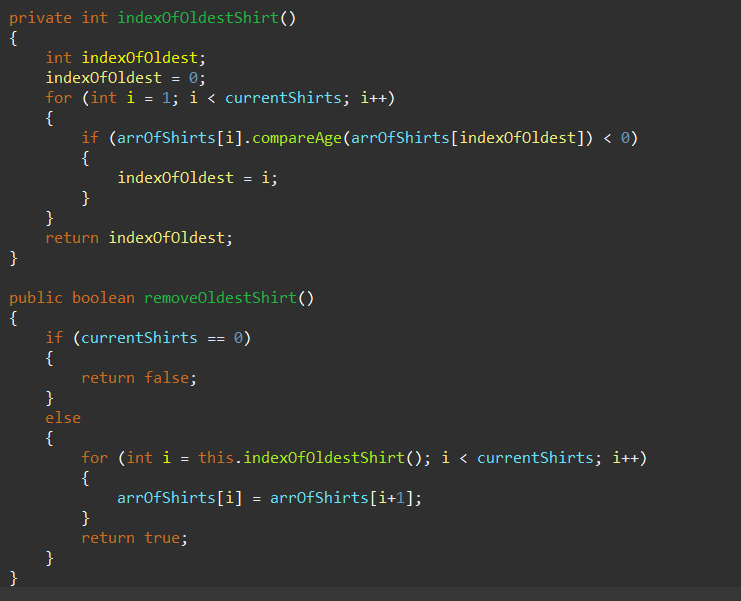 private int indexOfOldestShirt()
{
    int indexOfOldest;
    indexOfOldest = 0;
    for (int i = 1; i < currentShirts; i++)
    {
        if (arrOfShirts[i].compareAge(arrOfShirts[indexOfOldest]) < 0)
        {
            indexOfOldest = i;
        }
    }
    return indexOfOldest;
}

public boolean removeOldestShirt()
{
    if (currentShirts == 0)
    {
        return false;
    }
    else
    {
        for (int i = this.indexOfOldestShirt(); i < currentShirts; i++)
        {
            arrOfShirts[i] = arrOfShirts[i+1];
        }
        return true;
    }
}